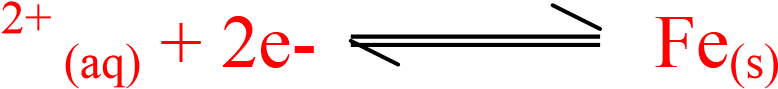 ²⁺ (aq) + 2e- ⇌ Fe(s)